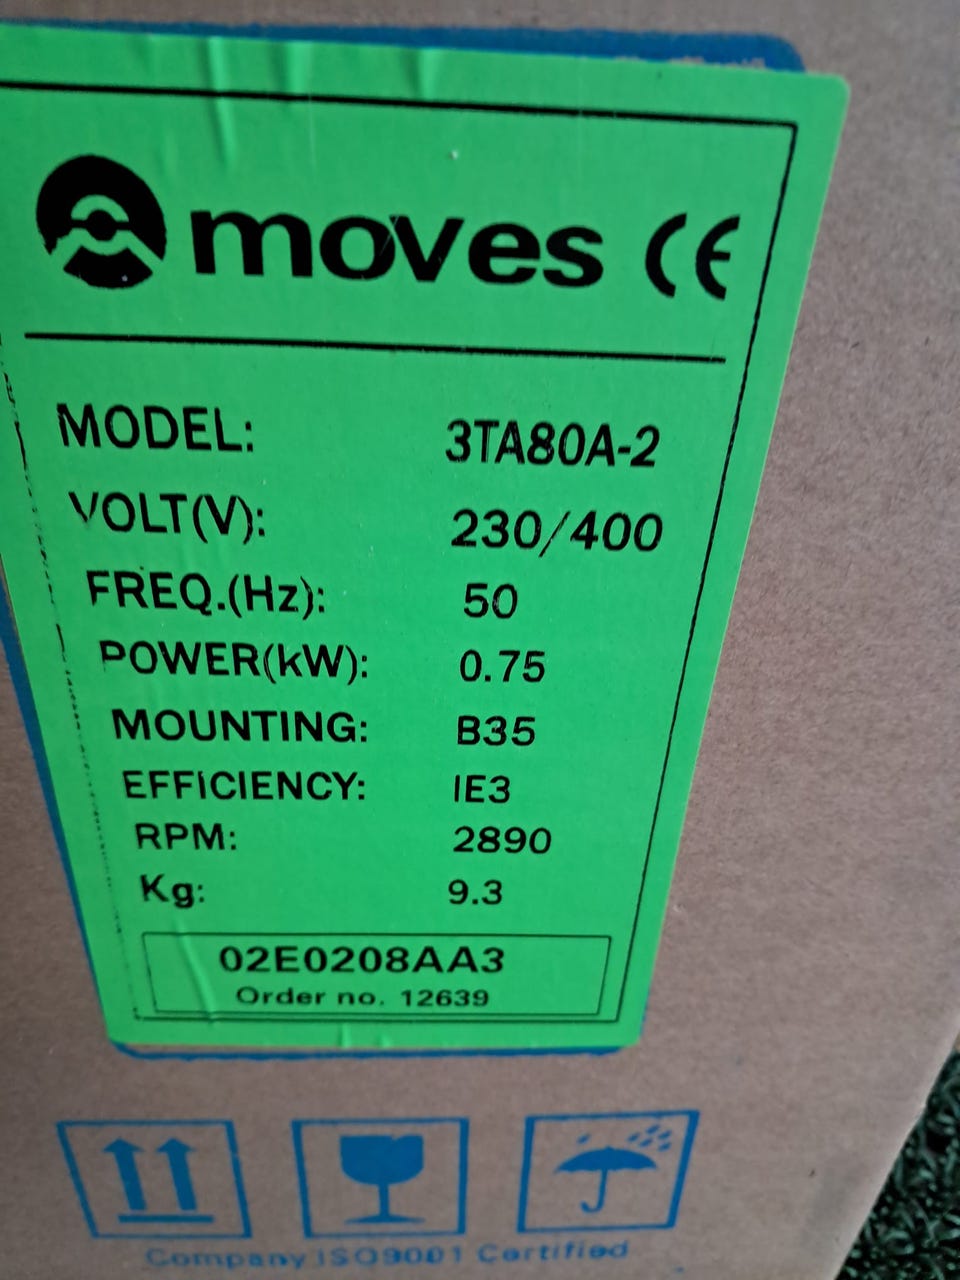 moves CE
MODEL: 3TA80A-2
VOLT(V): 230/400
FREQ.(Hz): 50
POWER(kW): 0.75
MOUNTING: B35
EFFICIENCY: IE3
RPM: 2890
Kg: 9.3
02E0208AA3
Order no. 12639
Company ISO9001 Certified